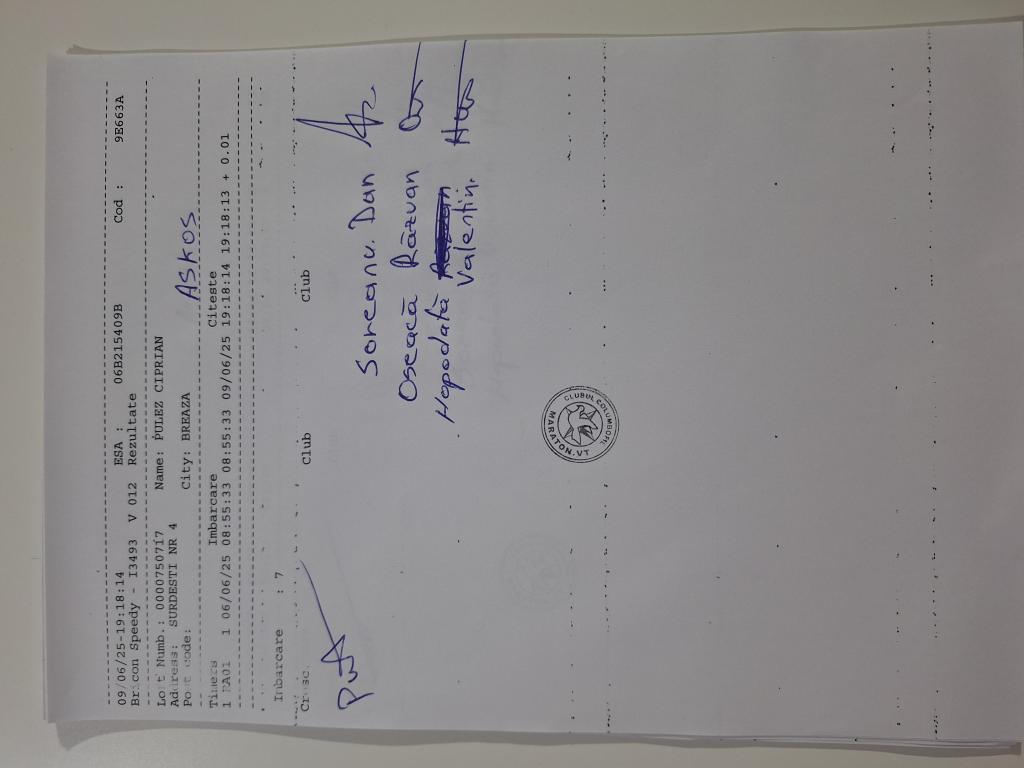 09/06/25-19:18:14 ESA : 06B215409B Cod : 9E663A
Bricon Speedy - I3493 V 012 Rezultate
Loft Numb.: 0000750717 Name: PULEZ CIPRIAN
Address: SURDESTI NR 4
Post code: City: BREAZA
ASKOS
Timers Imbarcare Citeste
1 06/06/25 08:55:33 08:55:33 09/06/25 19:18:14 19:18:13 + 0.01
Imbarcare : 7
Cresc. Club Club
Soreanu Dan
Oseacă Răzvan
Hopodată
Valentin.
CLUBUL COLUMBOFIL
MARATON.VT